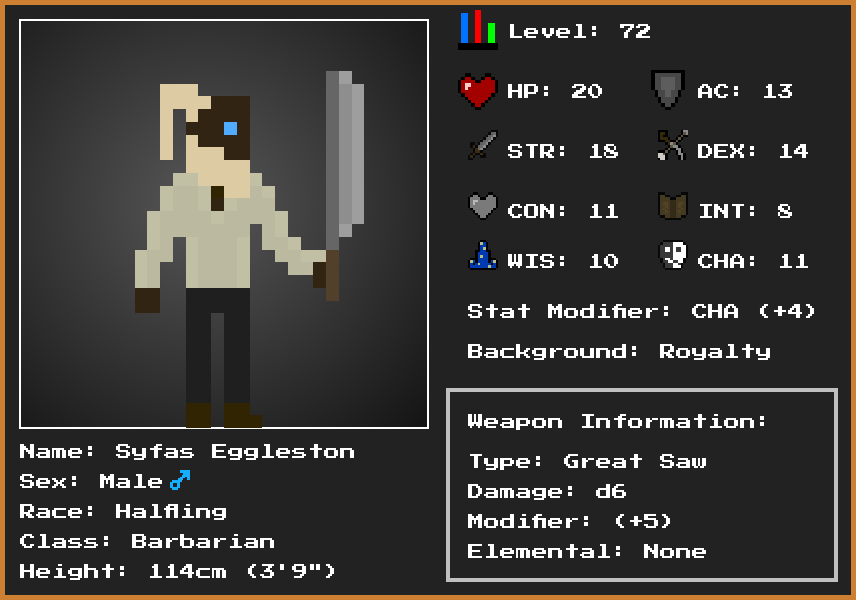 Level: 72
HP: 20 AC: 13
STR: 18 DEX: 14
CON: 11 INT: 8
WIS: 10 CHA: 11
Stat Modifier: CHA (+4)
Background: Royalty
Weapon Information:
Type: Great Saw
Damage: d6
Modifier: (+5)
Elemental: None
Name: Syfas Eggleston
Sex: Male ♂
Race: Halfling
Class: Barbarian
Height: 114cm (3'9")